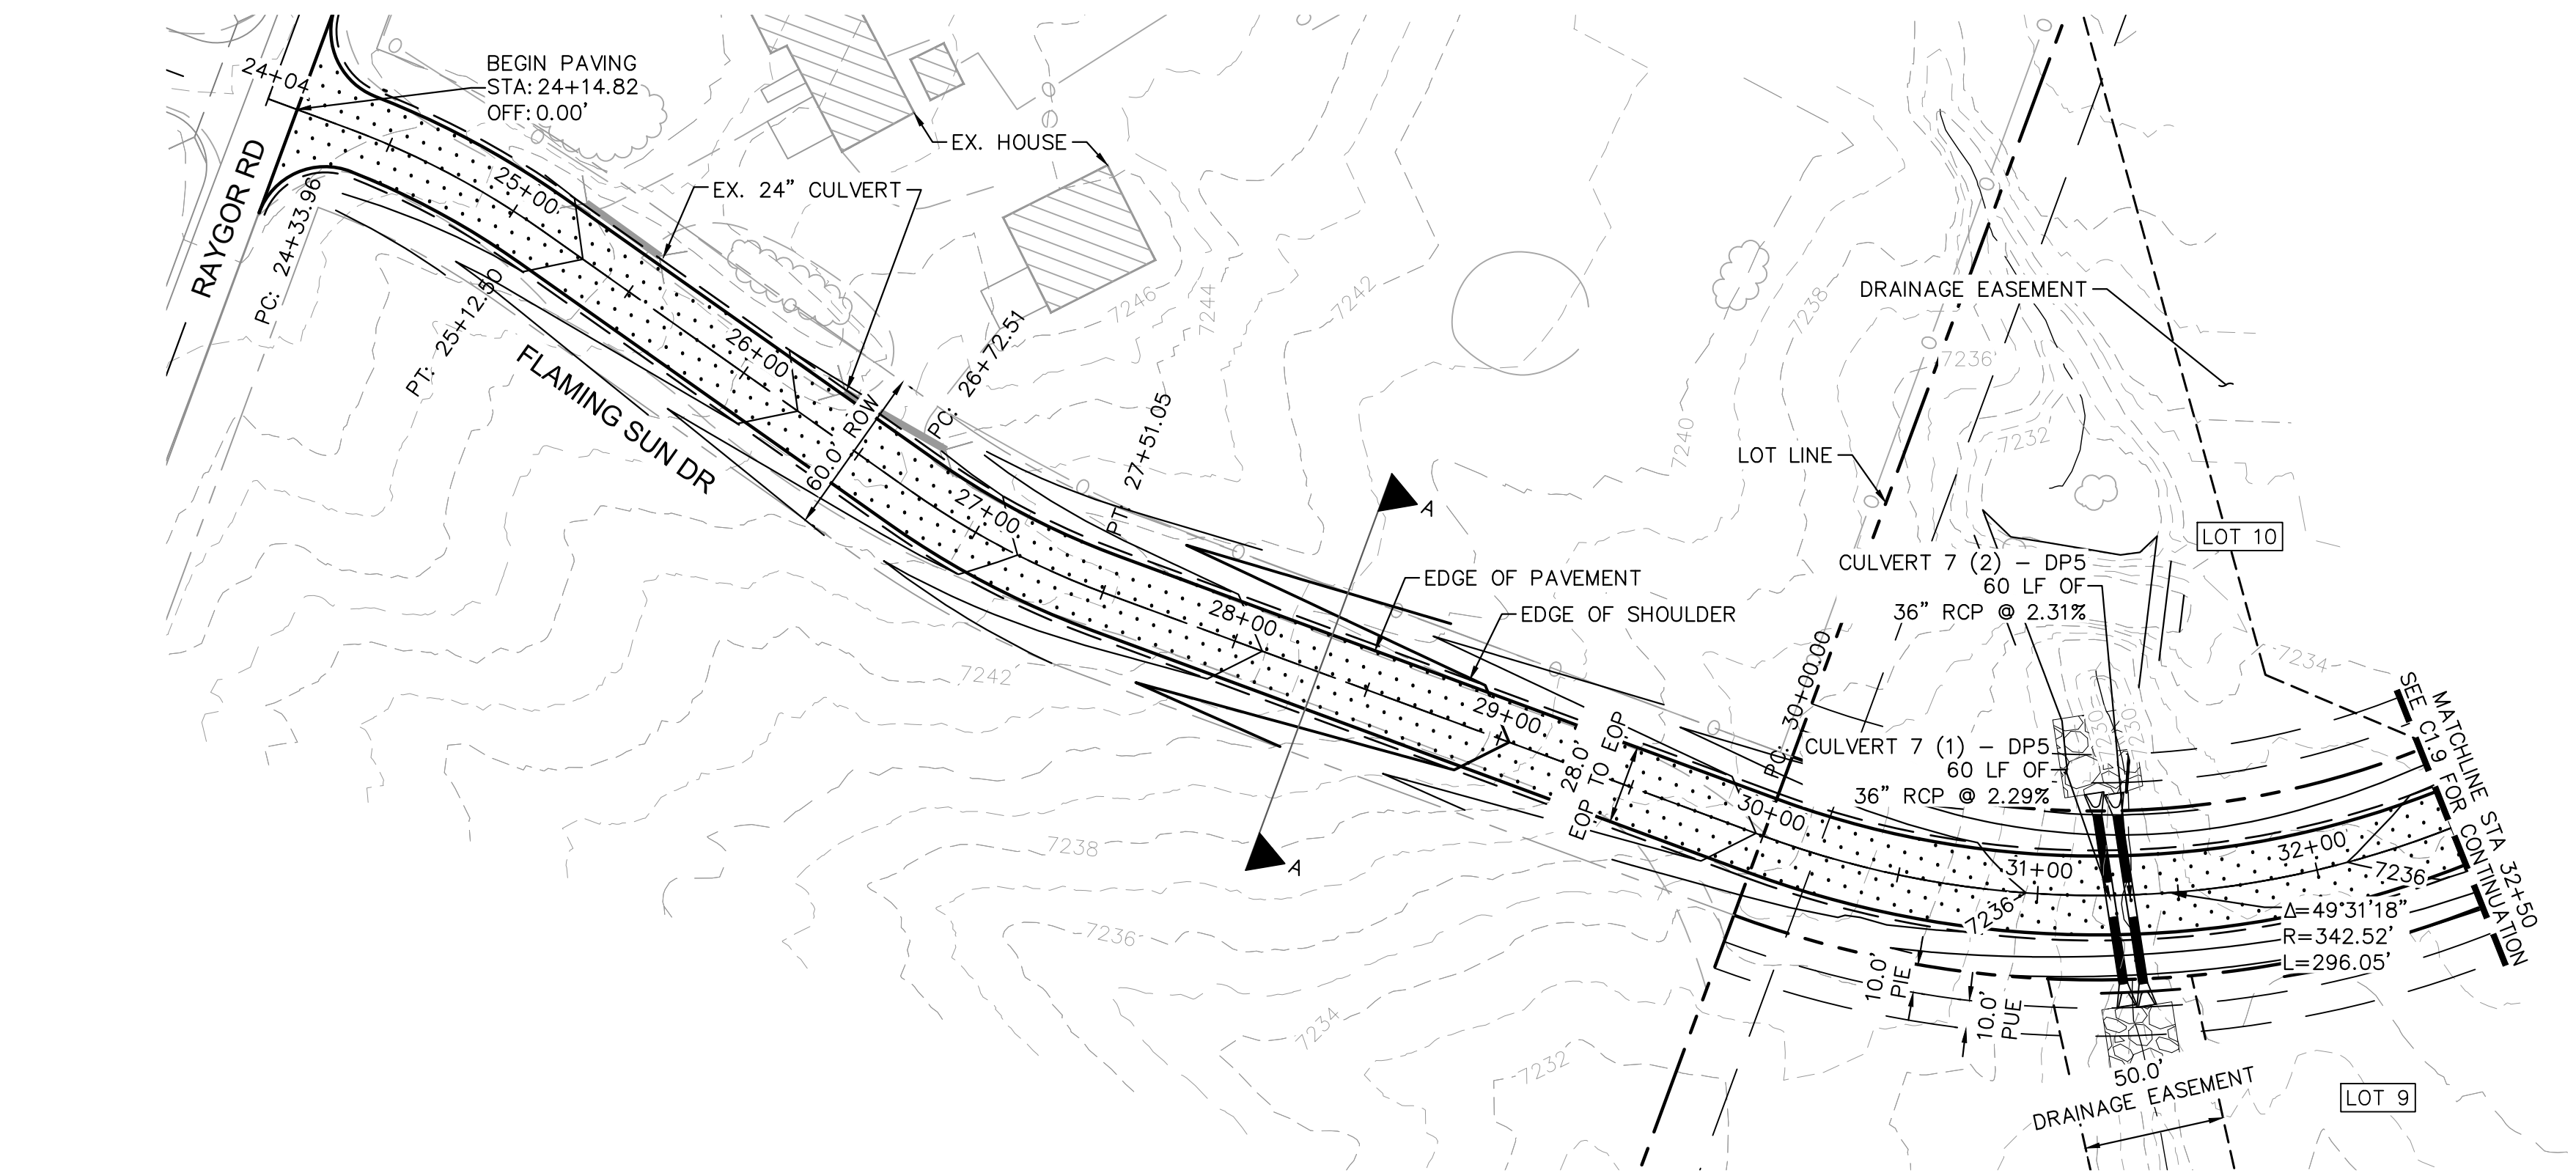 24+04
BEGIN PAVING
STA: 24+14.82
OFF: 0.00'
RAYGOR RD
PC: 24+33.96
25+00
EX. HOUSE
EX. 24" CULVERT
PT: 25+12.50
FLAMING SUN DR
26+00
60.0' ROW
PC: 26+72.51
27+00
PT: 27+51.05
7246
7244
7242
7240
7238
7236
7232
DRAINAGE EASEMENT
LOT LINE
LOT 10
A
EDGE OF PAVEMENT
EDGE OF SHOULDER
28+00
29+00
28.0'
EOP TO EOP
PC: 30+00.00
30+00
CULVERT 7 (2) – DP5
60 LF OF
36" RCP @ 2.31%
CULVERT 7 (1) – DP5
60 LF OF
36" RCP @ 2.29%
7230
7230
7234
MATCHLINE STA 32+50
SEE C1.9 FOR CONTINUATION
31+00
32+00
7236
7236
Δ=49°31'18"
R=342.52'
L=296.05'
10.0'
PIE
10.0'
PUE
50.0'
DRAINAGE EASEMENT
LOT 9
A
7242
7238
7236
7234
7232